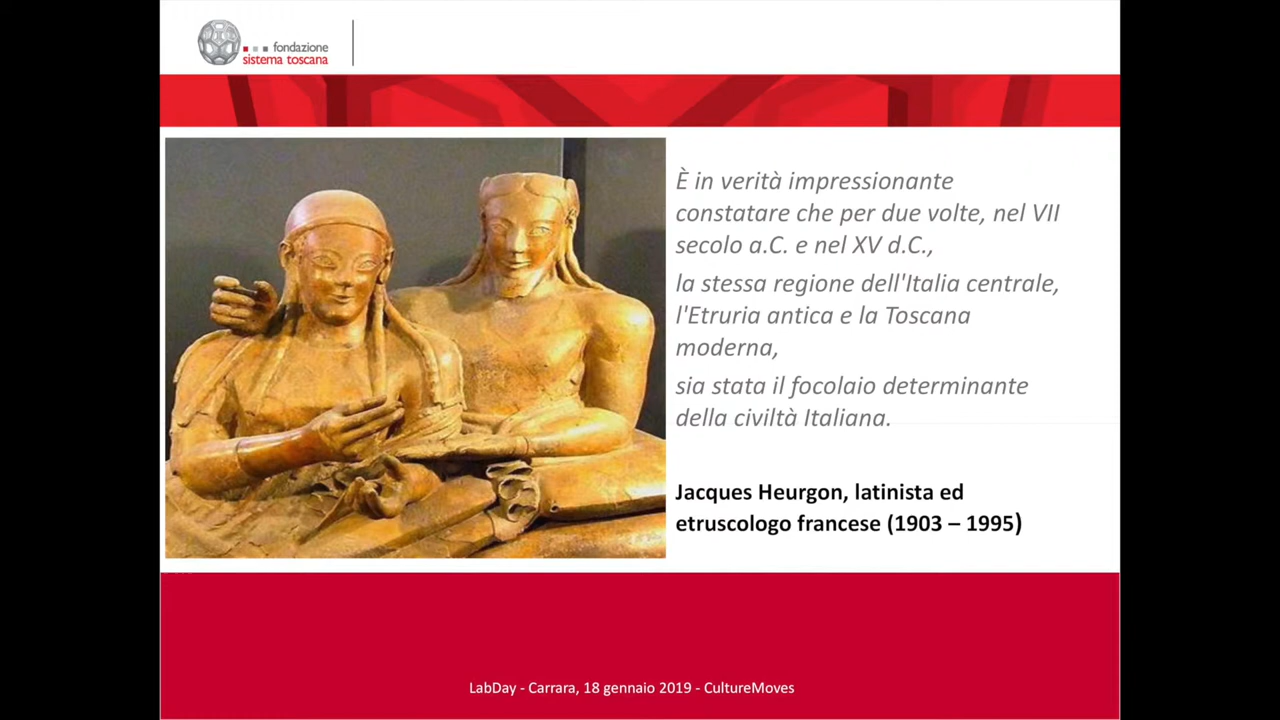 fondazione
sistema toscana
È in verità impressionante
constatare che per due volte, nel VII
secolo a.C. e nel XV d.C.,
la stessa regione dell'Italia centrale,
l'Etruria antica e la Toscana
moderna,
sia stata il focolaio determinante
della civiltà Italiana.
Jacques Heurgon, latinista ed
etruscologo francese (1903 – 1995)
LabDay - Carrara, 18 gennaio 2019 - CultureMoves